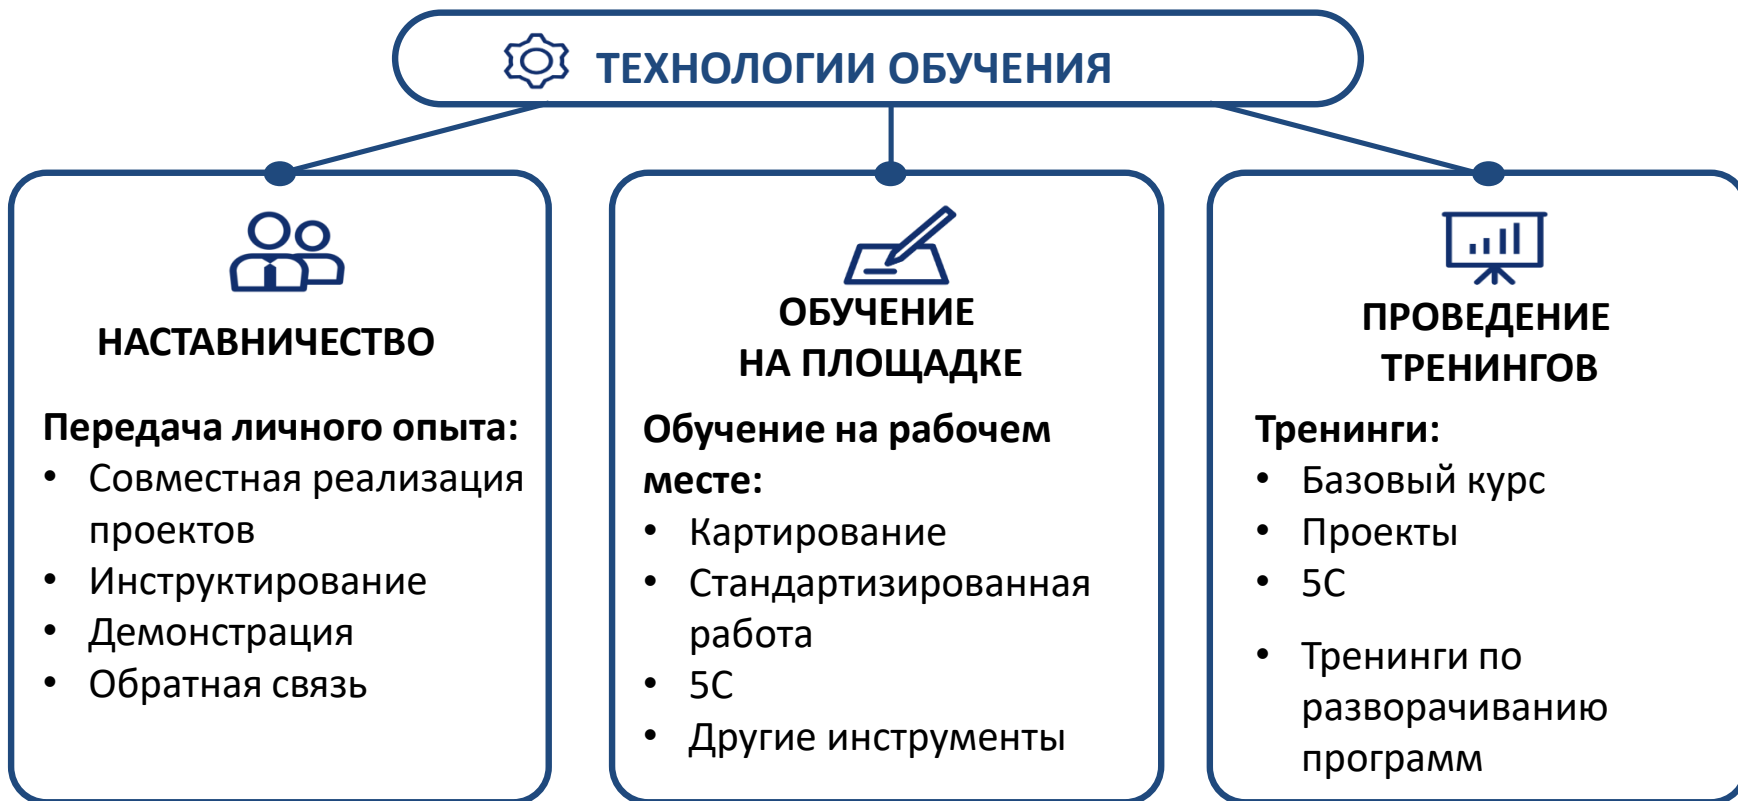 ТЕХНОЛОГИИ ОБУЧЕНИЯ
НАСТАВНИЧЕСТВО
Передача личного опыта:
• Совместная реализация
проектов
• Инструктирование
• Демонстрация
• Обратная связь
ОБУЧЕНИЕ
НА ПЛОЩАДКЕ
Обучение на рабочем
месте:
• Картирование
• Стандартизированная
работа
• 5С
• Другие инструменты
ПРОВЕДЕНИЕ
ТРЕНИНГОВ
Тренинги:
• Базовый курс
• Проекты
• 5С
• Тренинги по
разворачиванию
программ